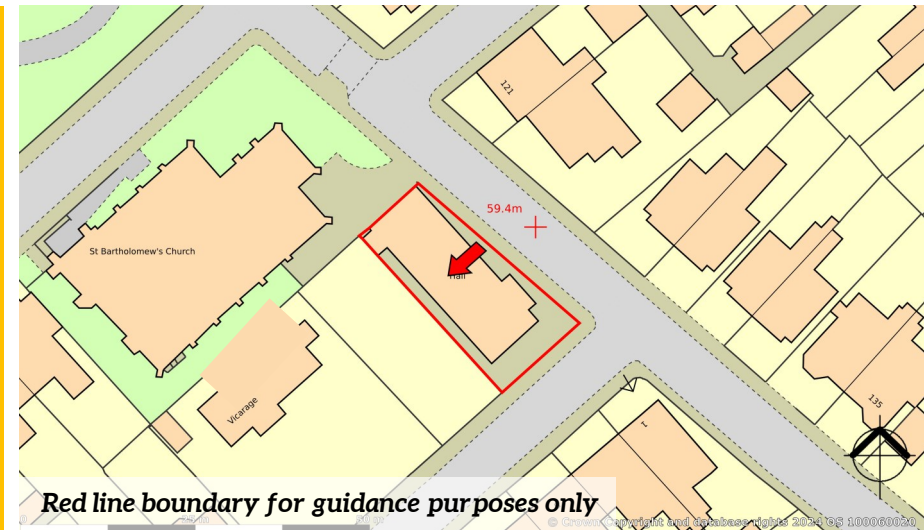 121
59.4m
St Bartholomew's Church
Hall
Vicarage
135
1
Red line boundary for guidance purposes only
© Crown Copyright and database rights 2024 OS 100060020